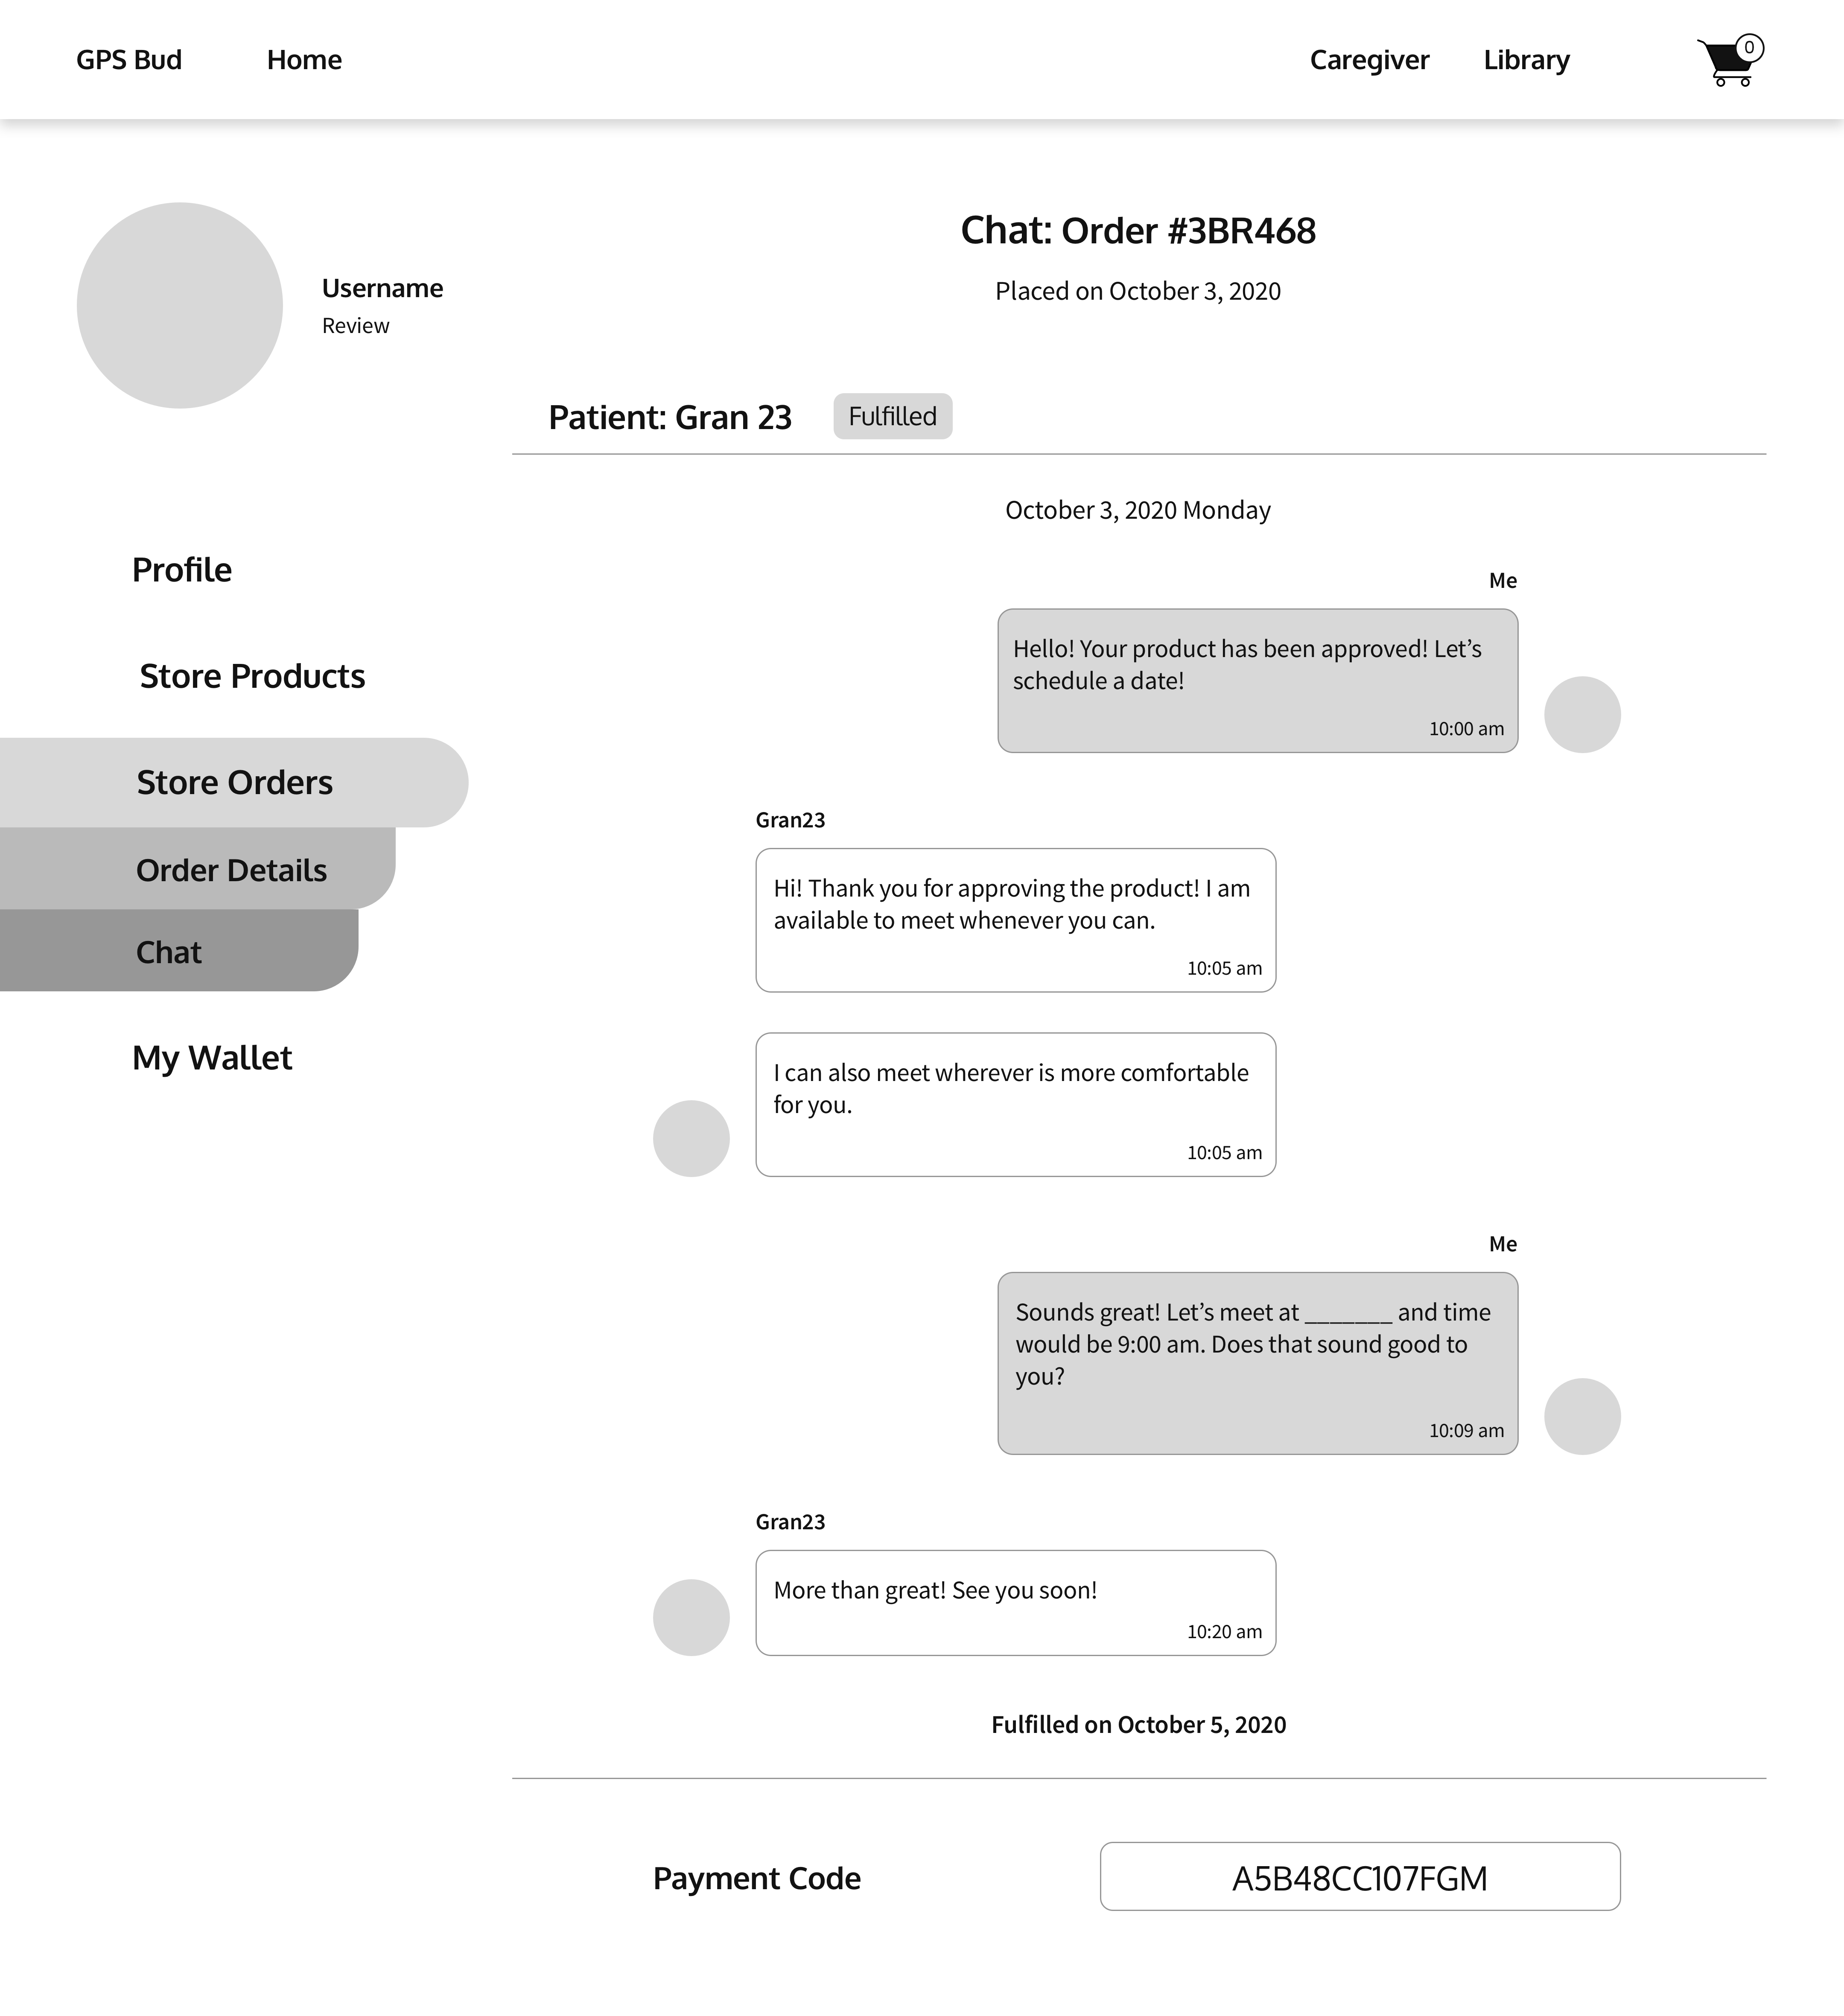 GPS Bud Home Caregiver Library 0
Username
Review
Profile
Store Products
Store Orders
Order Details
Chat
My Wallet
Chat: Order #3BR468
Placed on October 3, 2020
Patient: Gran 23 Fulfilled
October 3, 2020 Monday
Me
Hello! Your product has been approved! Let’s
schedule a date!
10:00 am
Gran23
Hi! Thank you for approving the product! I am
available to meet whenever you can.
10:05 am
I can also meet wherever is more comfortable
for you.
10:05 am
Me
Sounds great! Let’s meet at _______ and time
would be 9:00 am. Does that sound good to
you?
10:09 am
Gran23
More than great! See you soon!
10:20 am
Fulfilled on October 5, 2020
Payment Code A5B48CC107FGM